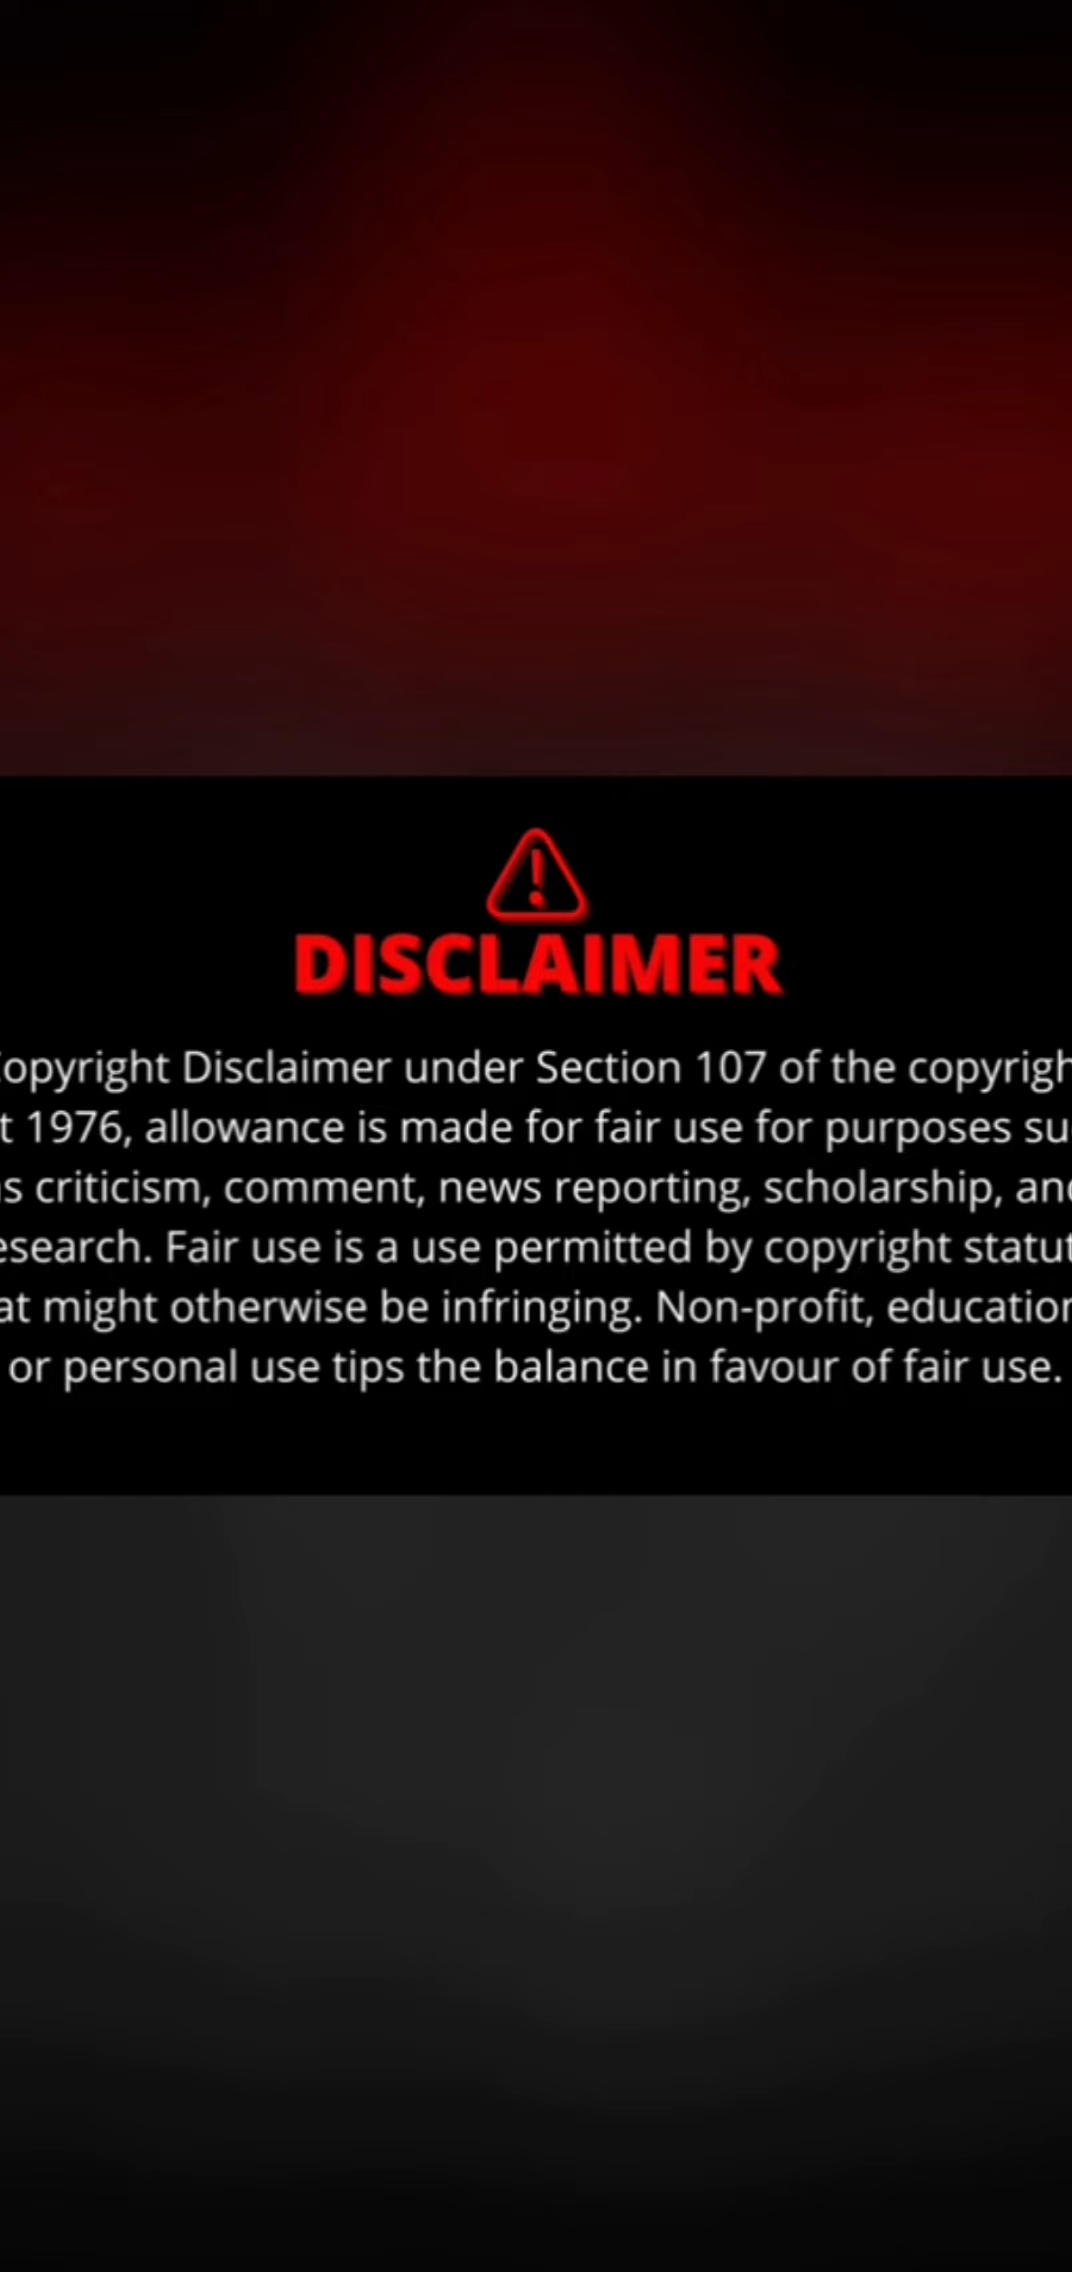 DISCLAIMER
opyright Disclaimer under Section 107 of the copyrigh
t 1976, allowance is made for fair use for purposes su
s criticism, comment, news reporting, scholarship, an
esearch. Fair use is a use permitted by copyright statut
at might otherwise be infringing. Non-profit, education
or personal use tips the balance in favour of fair use.